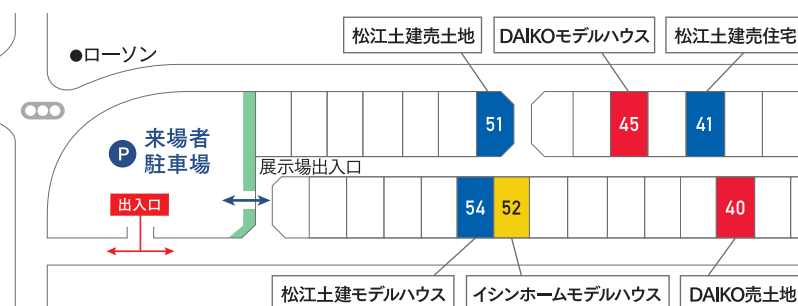 松江土建売土地
DAIKOモデルハウス
松江土建売住宅
ローソン
51
45
41
P
来場者
駐車場
展示場出入口
出入口
54
52
40
松江土建モデルハウス
イシンホームモデルハウス
DAIKO売土地